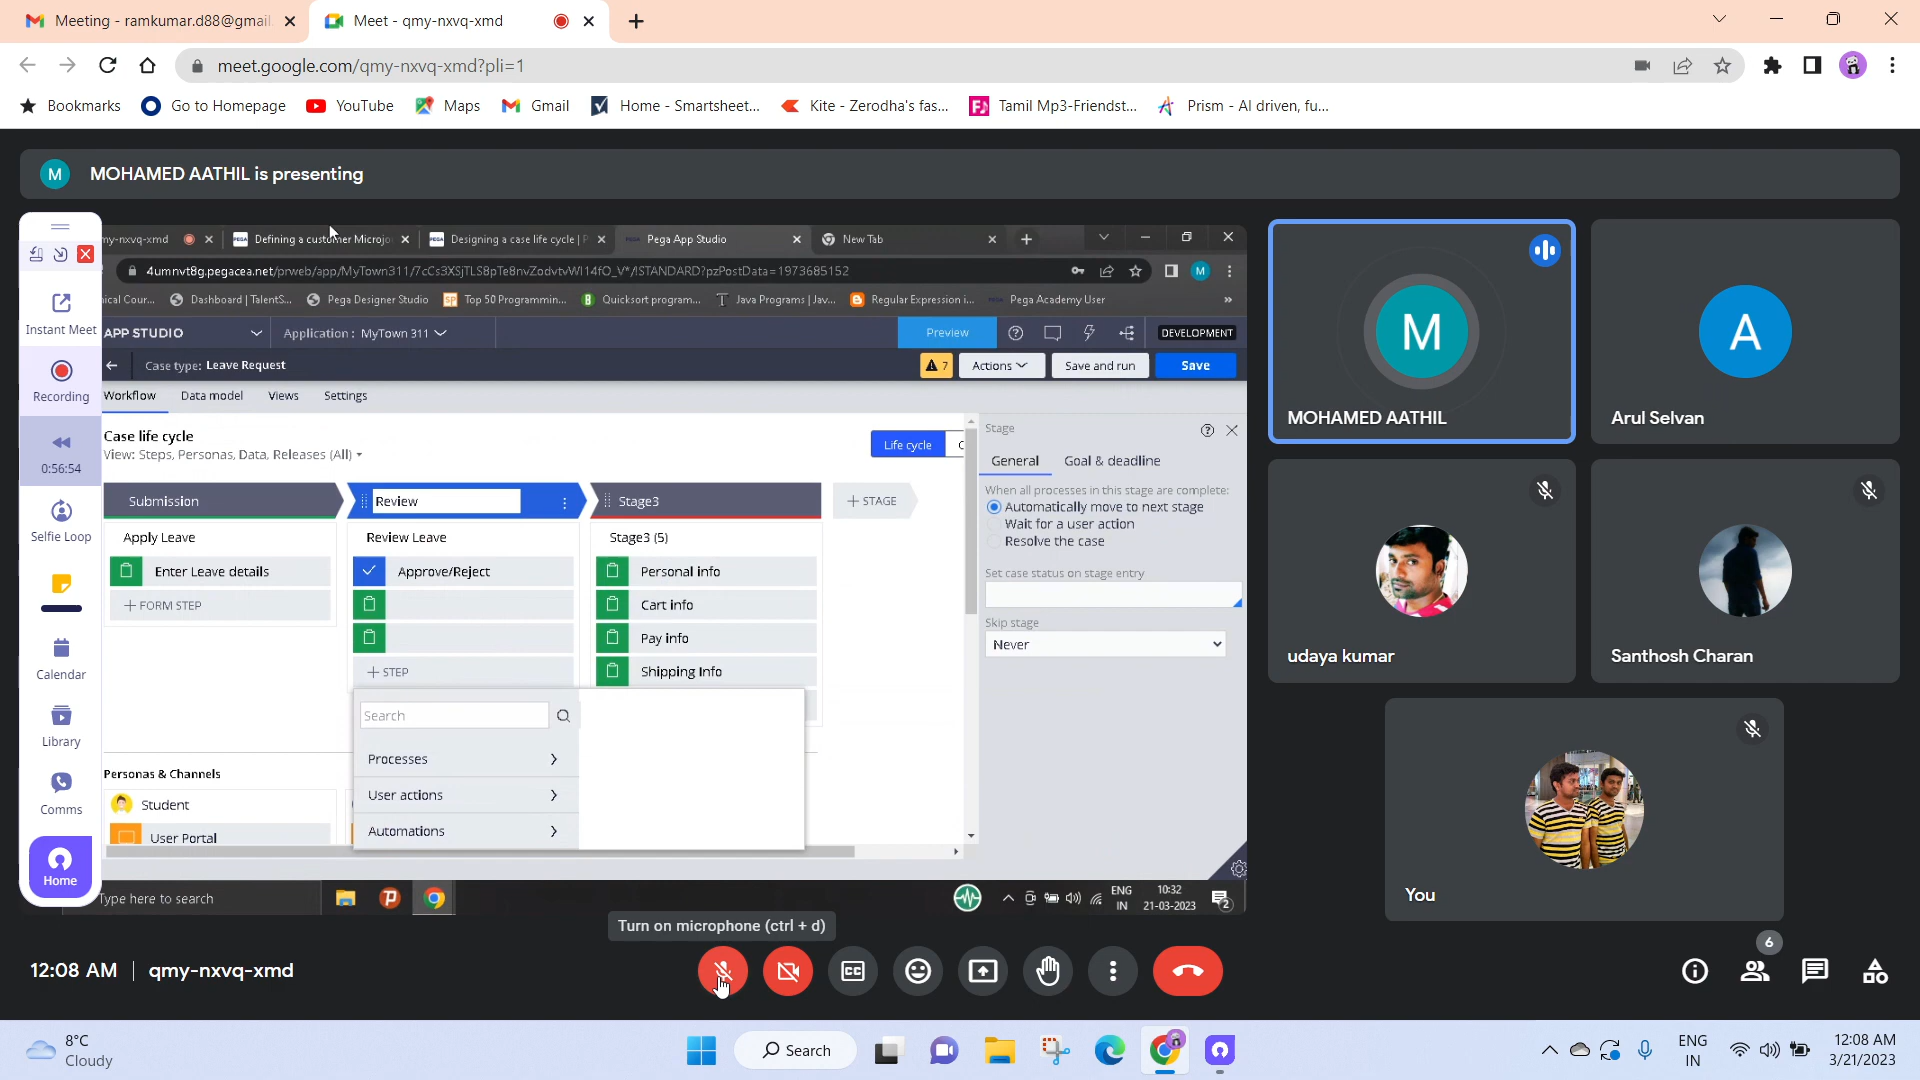 Meeting - ramkumar.d88@gmail
Meet - qmy-nxvq-xmd
meet.google.com/qmy-nxvq-xmd?pli=1
Bookmarks
Go to Homepage
YouTube
Maps
Gmail
Home - Smartsheet...
Kite - Zerodha's fas...
Tamil Mp3-Friendst...
Prism - AI driven, fu...
M
MOHAMED AATHIL is presenting
my-nxvq-xmd
Defining a customer Microjo
Designing a case life cycle | P
Pega App Studio
New Tab
ical Cour...
Dashboard | TalentS...
Pega Designer Studio
Top 50 Programmin...
Quicksort program...
Java Programs | Jav...
Regular Expression i...
Pega Academy User
»
APP STUDIO
Application : MyTown 311
Preview
DEVELOPMENT
Case type: Leave Request
7
Actions
Save and run
Save
Workflow
Data model
Views
Settings
Case life cycle
View: Steps, Personas, Data, Releases (All)
Life cycle
Submission
Review
Stage3
+ STAGE
Apply Leave
Review Leave
Stage3 (5)
Enter Leave details
Approve/Reject
Personal info
+ FORM STEP
Cart info
Pay info
+ STEP
Shipping Info
Search
Processes
User actions
Automations
Personas & Channels
Student
User Portal
Stage
General
Goal & deadline
When all processes in this stage are complete:
Automatically move to next stage
Wait for a user action
Resolve the case
Set case status on stage entry
Skip stage
Never
Type here to search
ENG
IN
10:32
21-03-2023
2
Instant Meet
Recording
0:56:54
Selfie Loop
Calendar
Library
Comms
Home
M
MOHAMED AATHIL
A
Arul Selvan
udaya kumar
Santhosh Charan
You
Turn on microphone (ctrl + d)
12:08 AM
qmy-nxvq-xmd
6
8°C
Cloudy
Search
ENG
IN
12:08 AM
3/21/2023